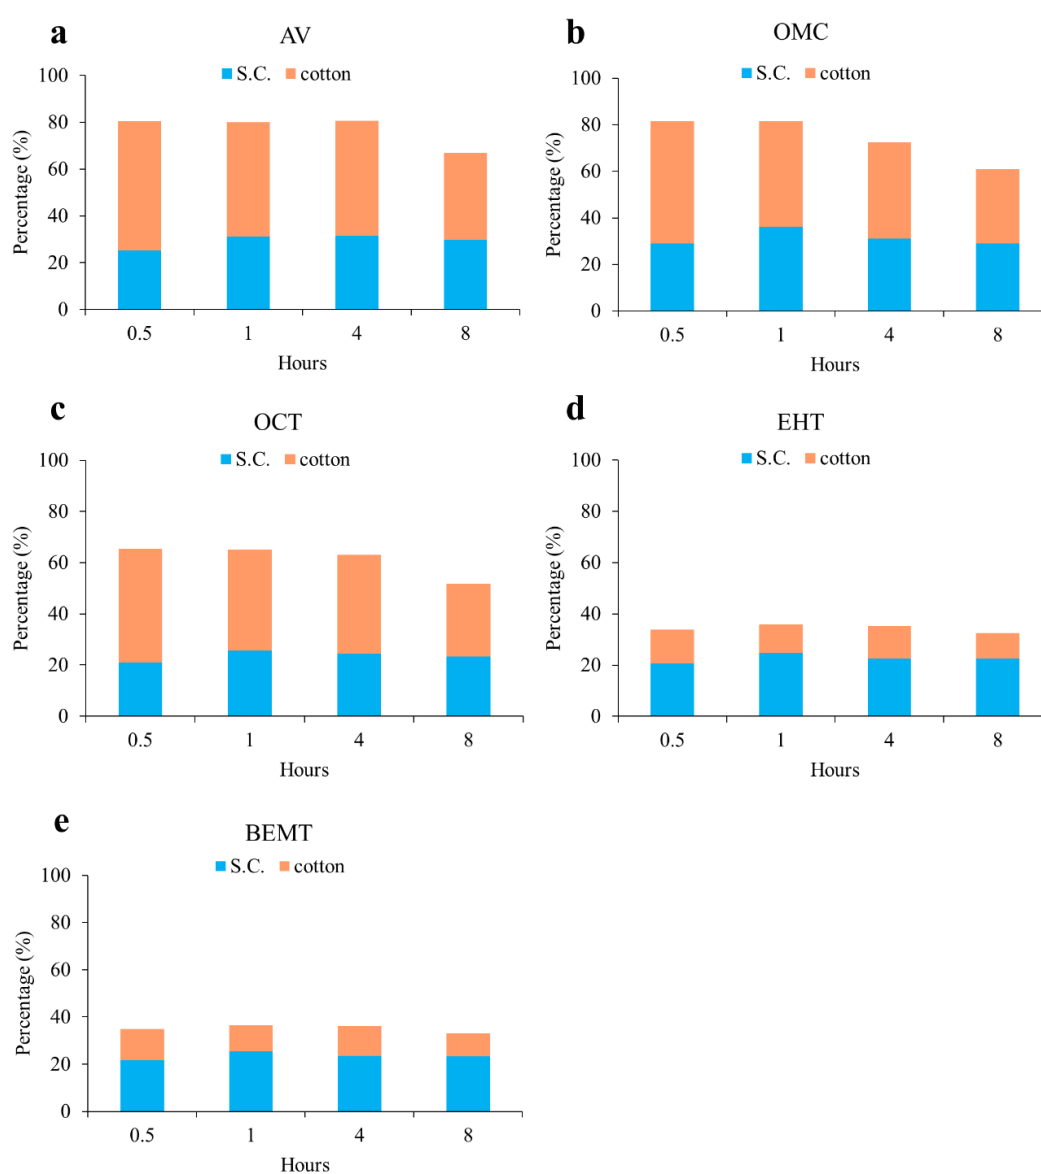 a
AV
S.C. cotton
100
80
60
40
20
0
Percentage (%)
0.5 1 4 8
Hours
b
OMC
S.C. cotton
100
80
60
40
20
0
Percentage (%)
0.5 1 4 8
Hours
c
OCT
S.C. cotton
100
80
60
40
20
0
Percentage (%)
0.5 1 4 8
Hours
d
EHT
S.C. cotton
100
80
60
40
20
0
Percentage (%)
0.5 1 4 8
Hours
e
BEMT
S.C. cotton
100
80
60
40
20
0
Percentage (%)
0.5 1 4 8
Hours